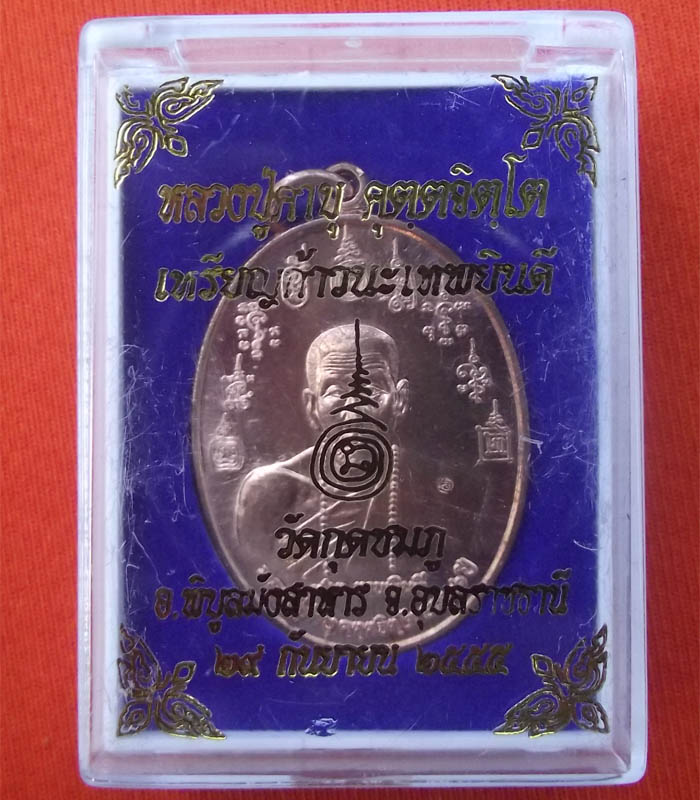 หลวงปู่คาบุ คุตฺตจิตฺโต
เหรียญก้าวนะเทพยินดี
วัดกุดชมภู
อ.พิบูลมังสาหาร จ.อุบลราชธานี
๒๙ กันยายน ๒๕๕๕